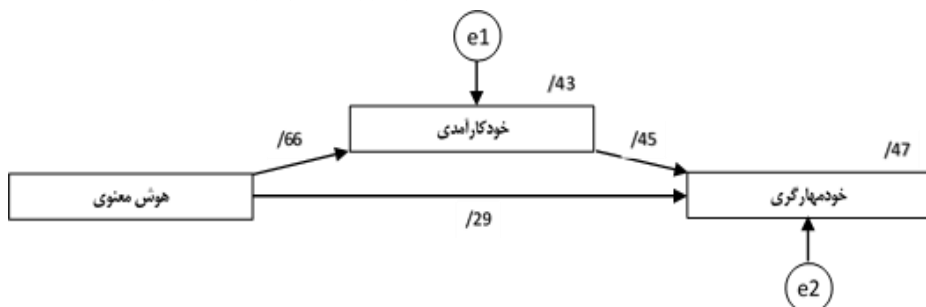 e1
/43
خودکارآمدی
/66
/45
/47
هوش معنوی
خودمهارگری
/29
e2